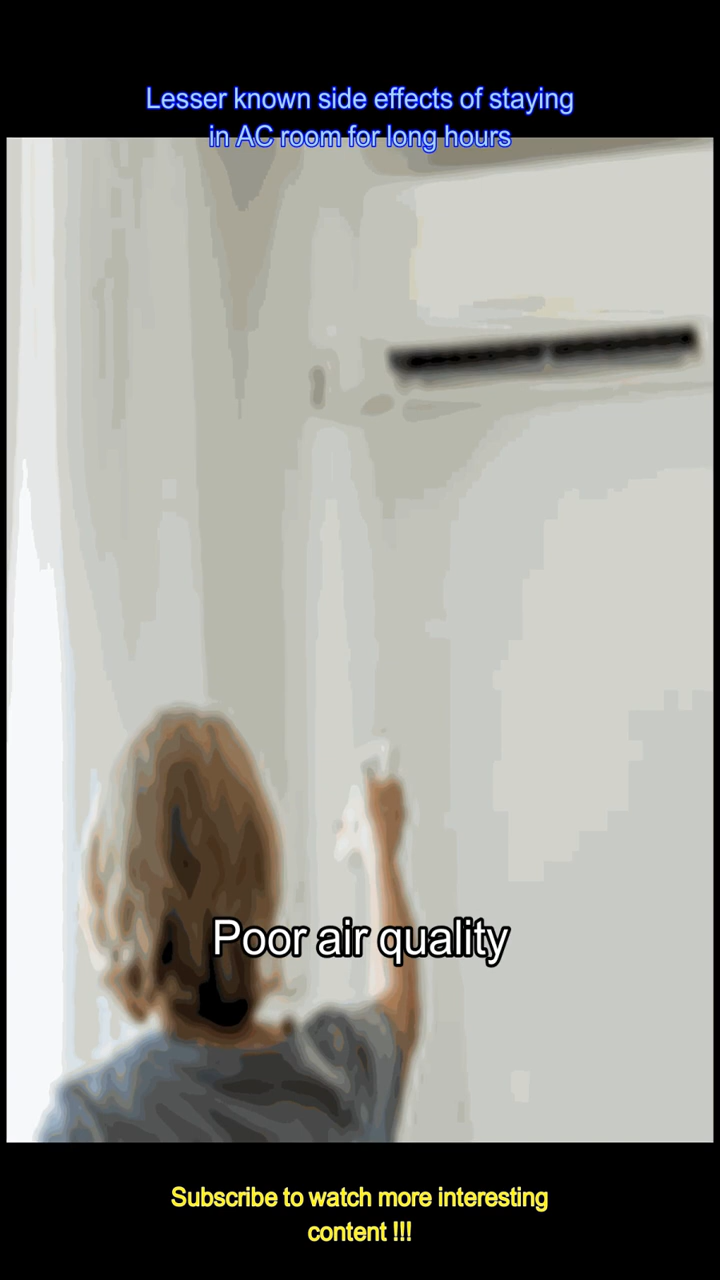 Lesser known side effects of staying
in AC room for long hours
Poor air quality
Subscribe to watch more interesting
content !!!